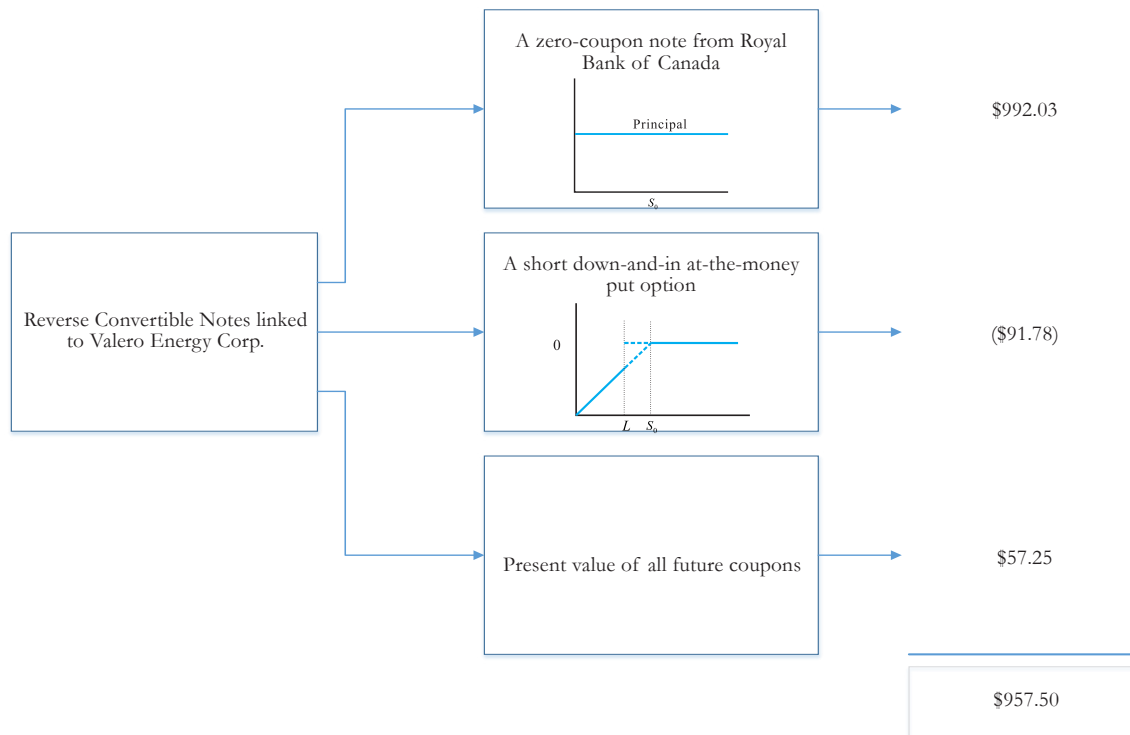 A zero-coupon note from Royal
Bank of Canada
Principal
S₀
$992.03
Reverse Convertible Notes linked
to Valero Energy Corp.
A short down-and-in at-the-money
put option
0
L S₀
($91.78)
Present value of all future coupons
$57.25
$957.50